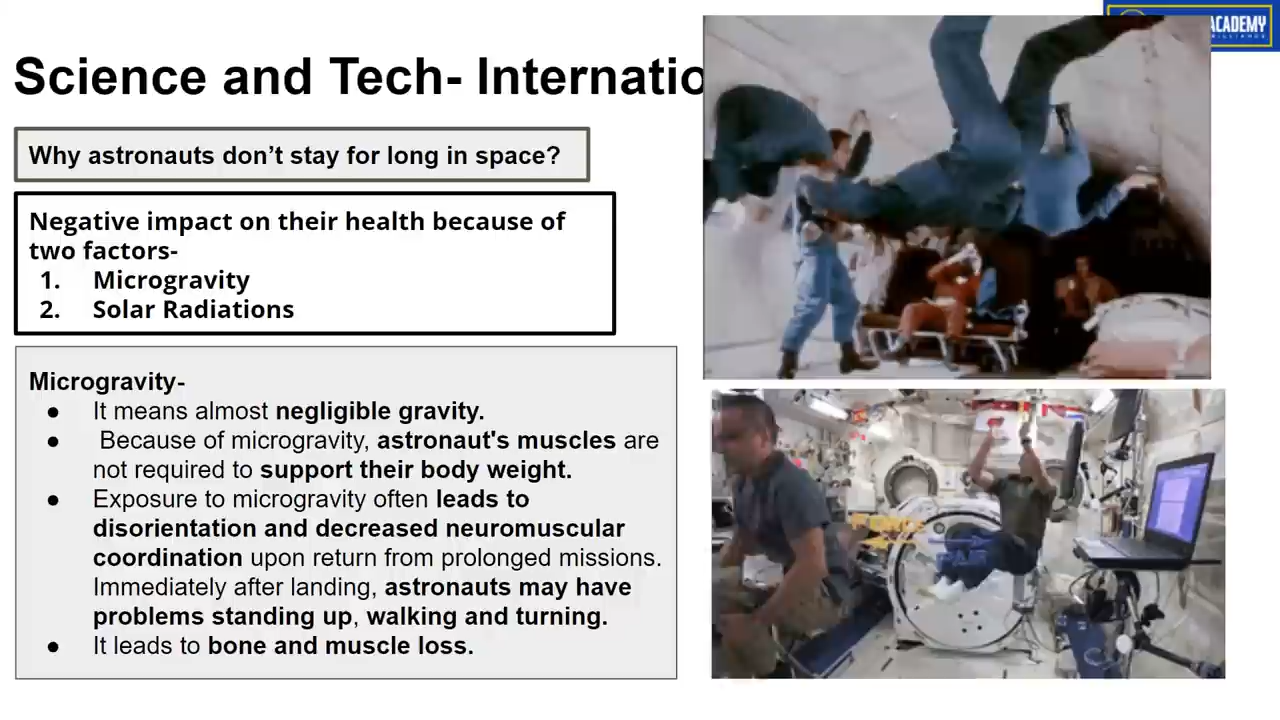 ACADEMY
Science and Tech- Internatio
Why astronauts don’t stay for long in space?
Negative impact on their health because of
two factors-
1. Microgravity
2. Solar Radiations
Microgravity-
● It means almost negligible gravity.
● Because of microgravity, astronaut's muscles are
not required to support their body weight.
● Exposure to microgravity often leads to
disorientation and decreased neuromuscular
coordination upon return from prolonged missions.
Immediately after landing, astronauts may have
problems standing up, walking and turning.
● It leads to bone and muscle loss.